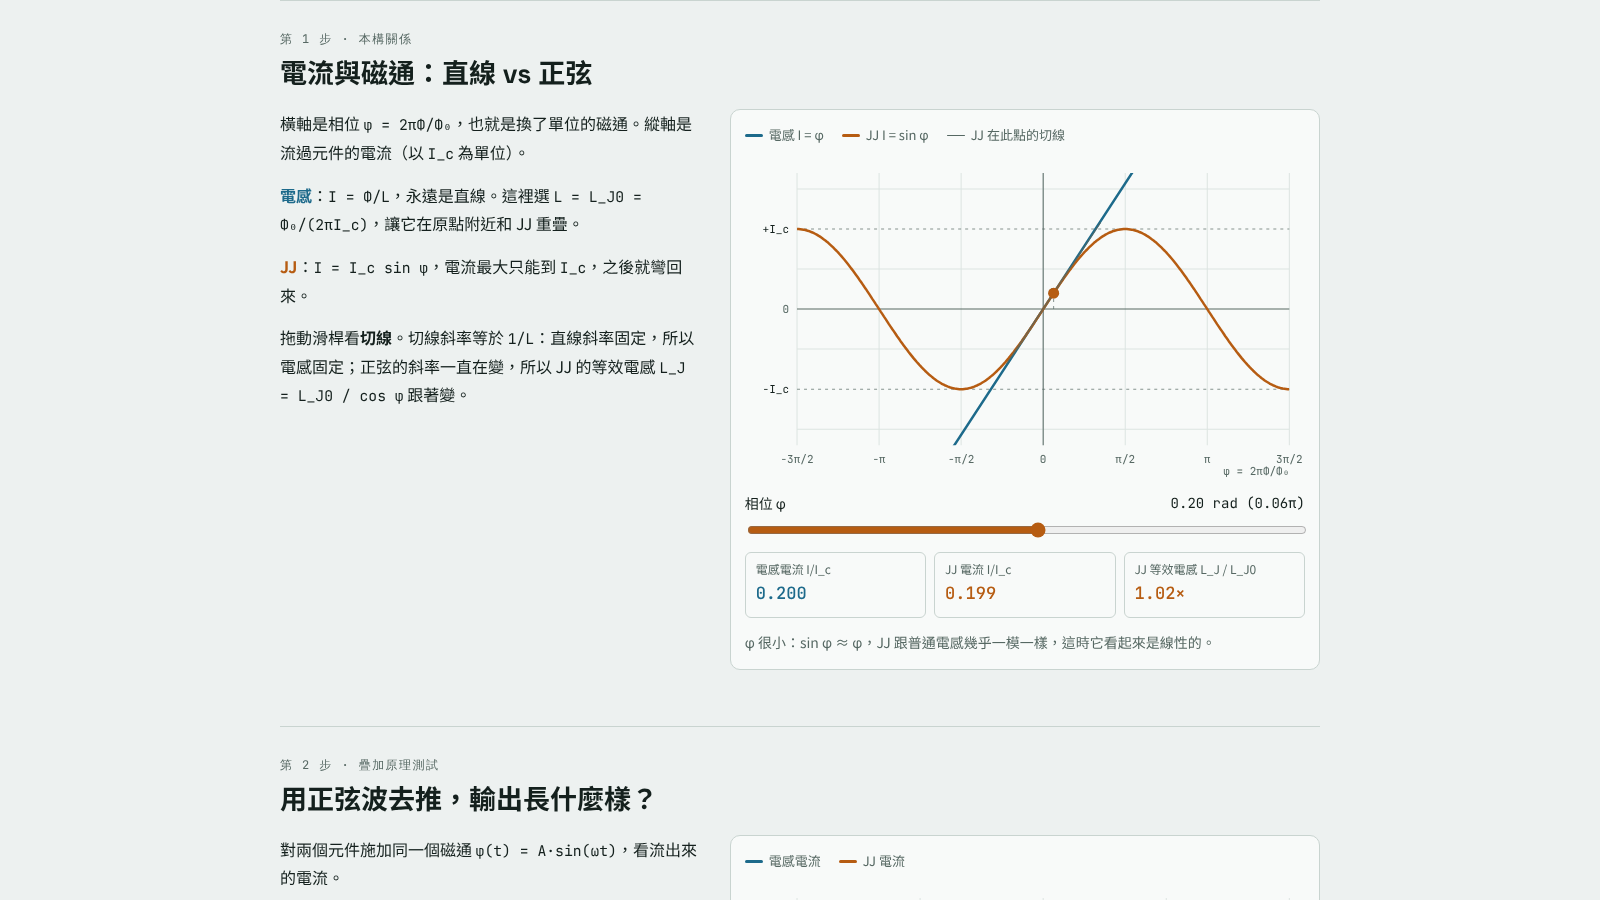 第 1 步 · 本構關係
電流與磁通：直線 vs 正弦
橫軸是相位 φ = 2πΦ/Φ₀，也就是換了單位的磁通。縱軸是
流過元件的電流（以 I_c 為單位）。
電感：I = Φ/L，永遠是直線。這裡選 L = L_J0 =
Φ₀/(2πI_c)，讓它在原點附近和 JJ 重疊。
JJ：I = I_c sin φ，電流最大只能到 I_c，之後就彎回
來。
拖動滑桿看切線。切線斜率等於 1/L：直線斜率固定，所以
電感固定；正弦的斜率一直在變，所以 JJ 的等效電感 L_J
= L_J0 / cos φ 跟著變。
電感 I = φ JJ I = sin φ JJ 在此點的切線
+I_c
0
-I_c
-3π/2 -π -π/2 0 π/2 π 3π/2
φ = 2πΦ/Φ₀
相位 φ 0.20 rad (0.06π)
電感電流 I/I_c JJ 電流 I/I_c JJ 等效電感 L_J / L_J0
0.200 0.199 1.02×
φ 很小：sin φ ≈ φ，JJ 跟普通電感幾乎一模一樣，這時它看起來是線性的。
第 2 步 · 疊加原理測試
用正弦波去推，輸出長什麼樣？
對兩個元件施加同一個磁通 φ(t) = A·sin(ωt)，看流出來
的電流。
電感電流 JJ 電流